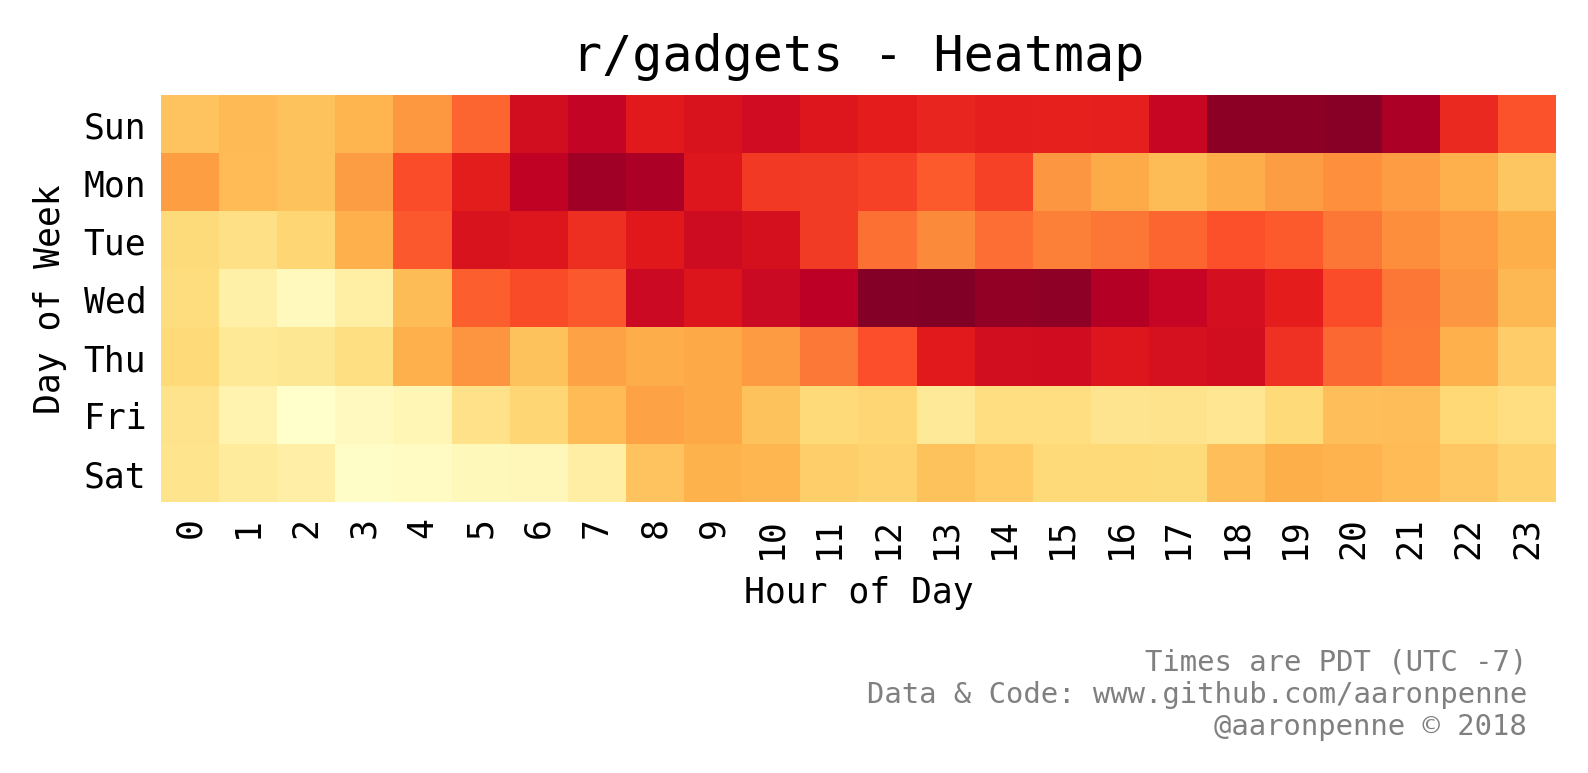 r/gadgets - Heatmap
Day of Week
Sun
Mon
Tue
Wed
Thu
Fri
Sat
0 1 2 3 4 5 6 7 8 9 10 11 12 13 14 15 16 17 18 19 20 21 22 23
Hour of Day
Times are PDT (UTC -7)
Data & Code: www.github.com/aaronpenne
@aaronpenne © 2018